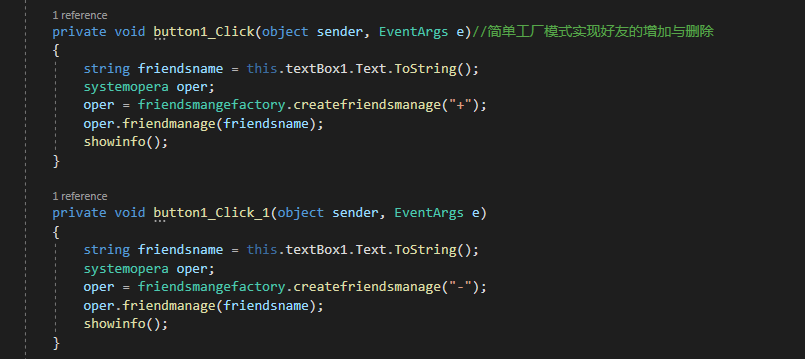 1 reference
private void button1_Click(object sender, EventArgs e)//简单工厂模式实现好友的增加与删除
{
string friendsname = this.textBox1.Text.ToString();
systemopera oper;
oper = friendsmangefactory.createfriendsmanage("+");
oper.friendmanage(friendsname);
showinfo();
}
1 reference
private void button1_Click_1(object sender, EventArgs e)
{
string friendsname = this.textBox1.Text.ToString();
systemopera oper;
oper = friendsmangefactory.createfriendsmanage("-");
oper.friendmanage(friendsname);
showinfo();
}